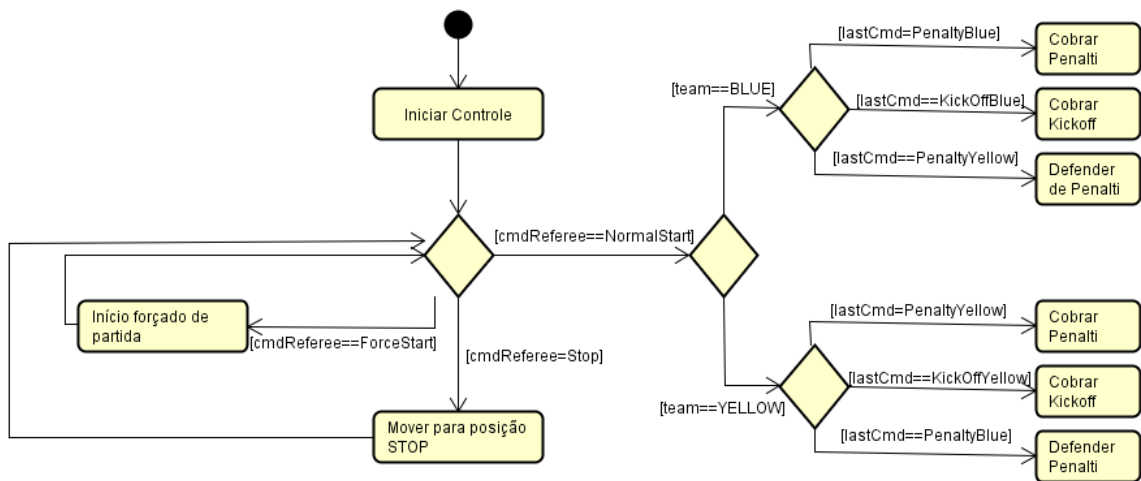 Iniciar Controle
[cmdReferee==NormalStart]
Início forçado de
partida
[cmdReferee==ForceStart]
[cmdReferee=Stop]
Mover para posição
STOP
[team==BLUE]
[lastCmd=PenaltyBlue]
Cobrar
Penalti
[lastCmd==KickOffBlue]
Cobrar
Kickoff
[lastCmd==PenaltyYellow]
Defender
de Penalti
[team==YELLOW]
[lastCmd=PenaltyYellow]
Cobrar
Penalti
[lastCmd==KickOffYellow]
Cobrar
Kickoff
[lastCmd==PenaltyBlue]
Defender
Penalti